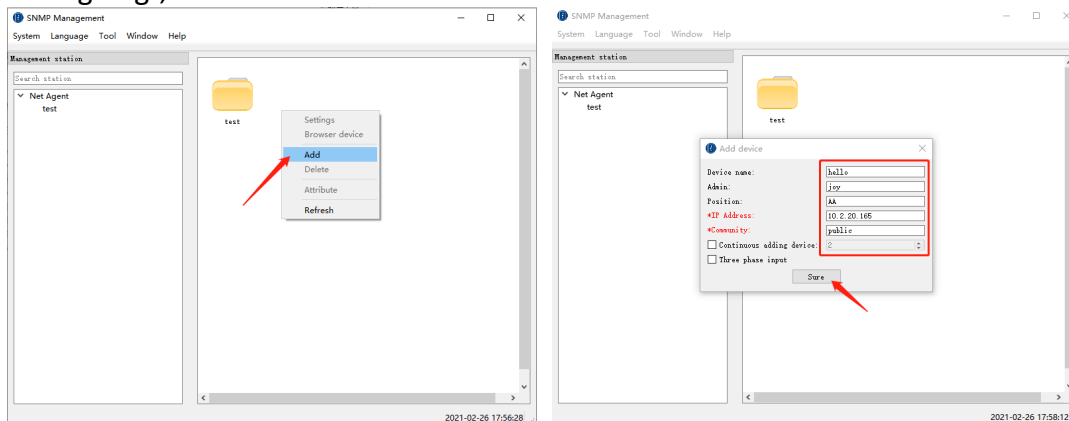 SNMP Management
System Language Tool Window Help
Management station
Search station
Net Agent
test
test
Settings
Browser device
Add
Delete
Attribute
Refresh
2021-02-26 17:56:28
SNMP Management
System Language Tool Window Help
Management station
Search station
Net Agent
test
test
Add device
Device name: hello
Admin: joy
Position: AA
*IP Address: 10.2.20.165
*Community: public
Continuous adding device: 2
Three phase input
Sure
2021-02-26 17:58:12